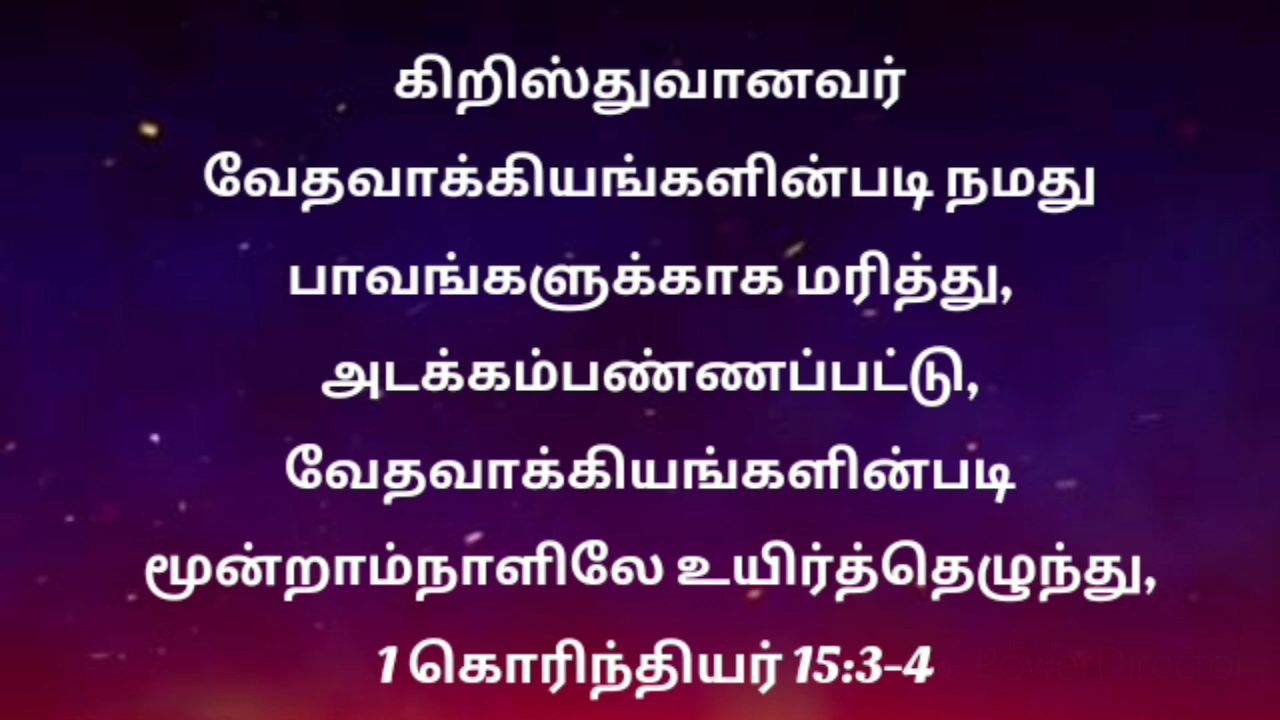 கிறிஸ்துவானவர்
வேதவாக்கியங்களின்படி நமது
பாவங்களுக்காக மரித்து,
அடக்கம்பண்ணப்பட்டு,
வேதவாக்கியங்களின்படி
மூன்றாம்நாளிலே உயிர்த்தெழுந்து,
1 கொரிந்தியர் 15:3-4